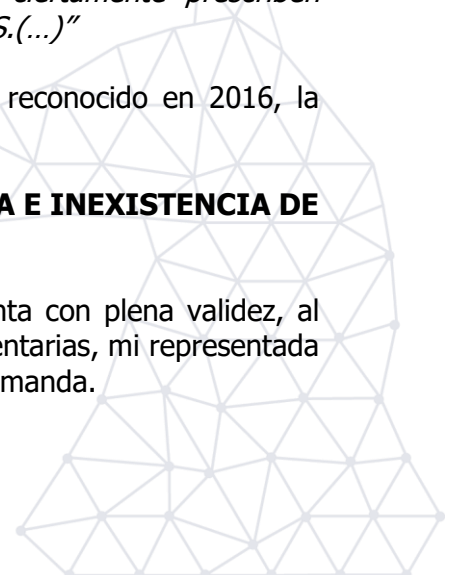 ciertamente prescriben
S.(…)”
reconocido en 2016, la
A E INEXISTENCIA DE
nta con plena validez, al
entarias, mi representada
manda.